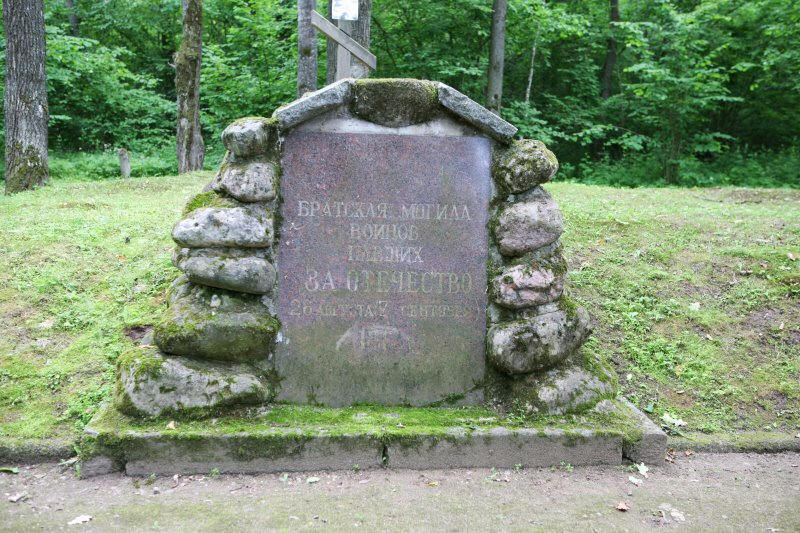 БРАТСКАЯ МОГИЛА
ВОИНОВ
ПАВШИХ
ЗА ОТЕЧЕСТВО
26 АВГУСТА 7 СЕНТЯБРЯ